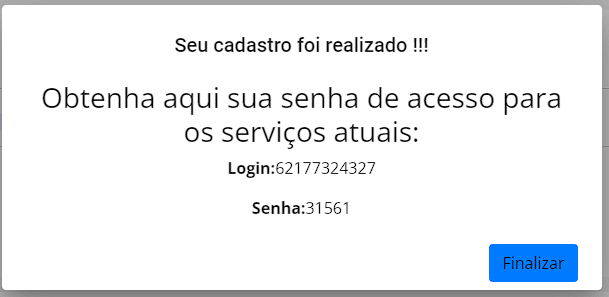 Seu cadastro foi realizado !!!
Obtenha aqui sua senha de acesso para
os serviços atuais:
Login:62177324327
Senha:31561
Finalizar